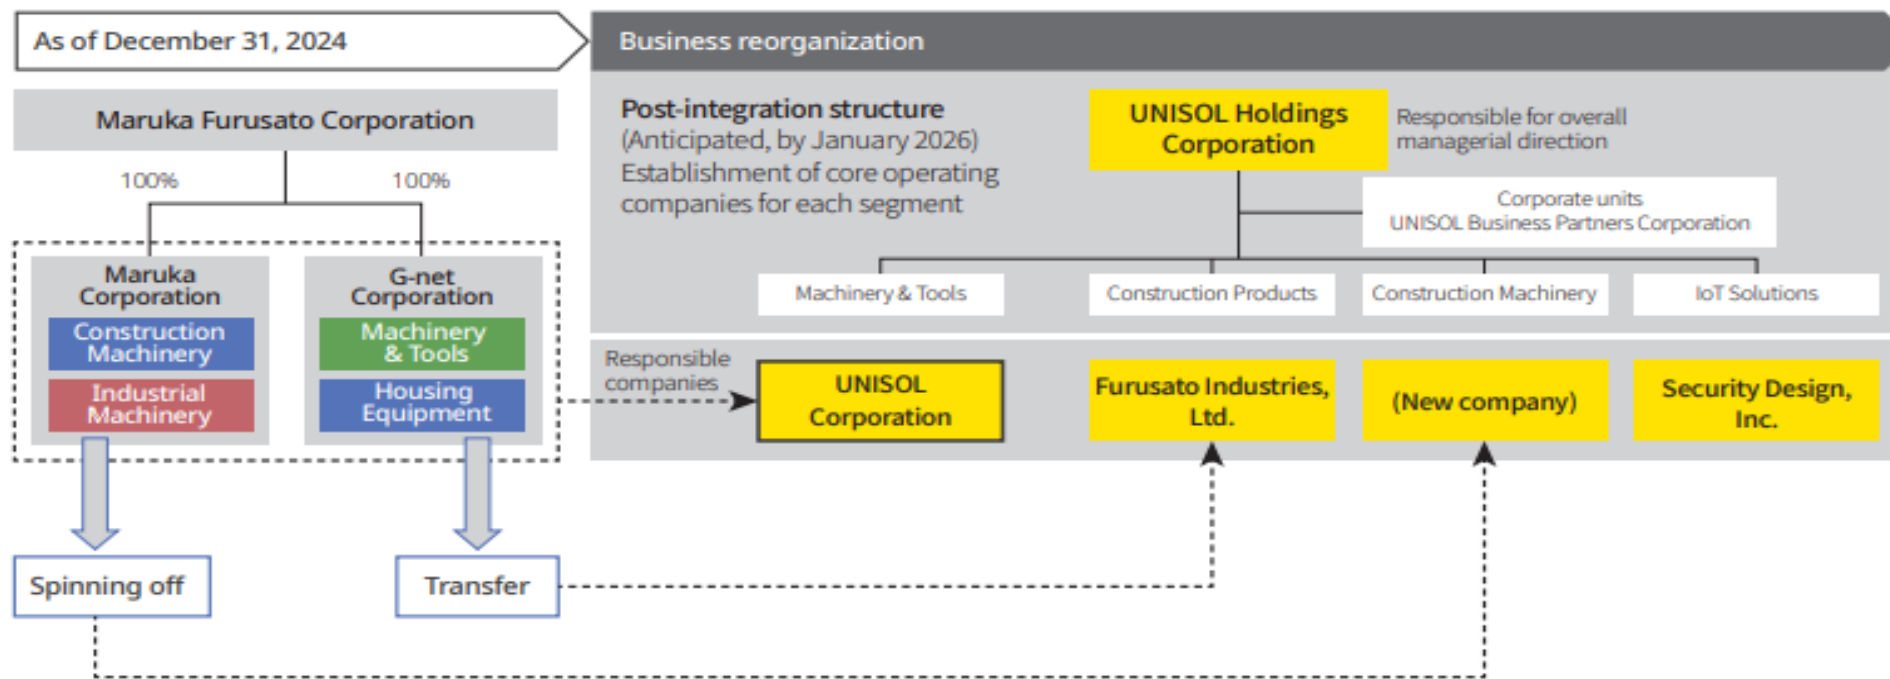 As of December 31, 2024
Business reorganization
Maruka Furusato Corporation
100%
100%
Maruka
Corporation
Construction
Machinery
Industrial
Machinery
G-net
Corporation
Machinery
& Tools
Housing
Equipment
Spinning off
Transfer
Post-integration structure
(Anticipated, by January 2026)
Establishment of core operating
companies for each segment
UNISOL Holdings
Corporation
Responsible for overall
managerial direction
Corporate units
UNISOL Business Partners Corporation
Machinery & Tools
Construction Products
Construction Machinery
IoT Solutions
Responsible
companies
UNISOL
Corporation
Furusato Industries,
Ltd.
(New company)
Security Design,
Inc.